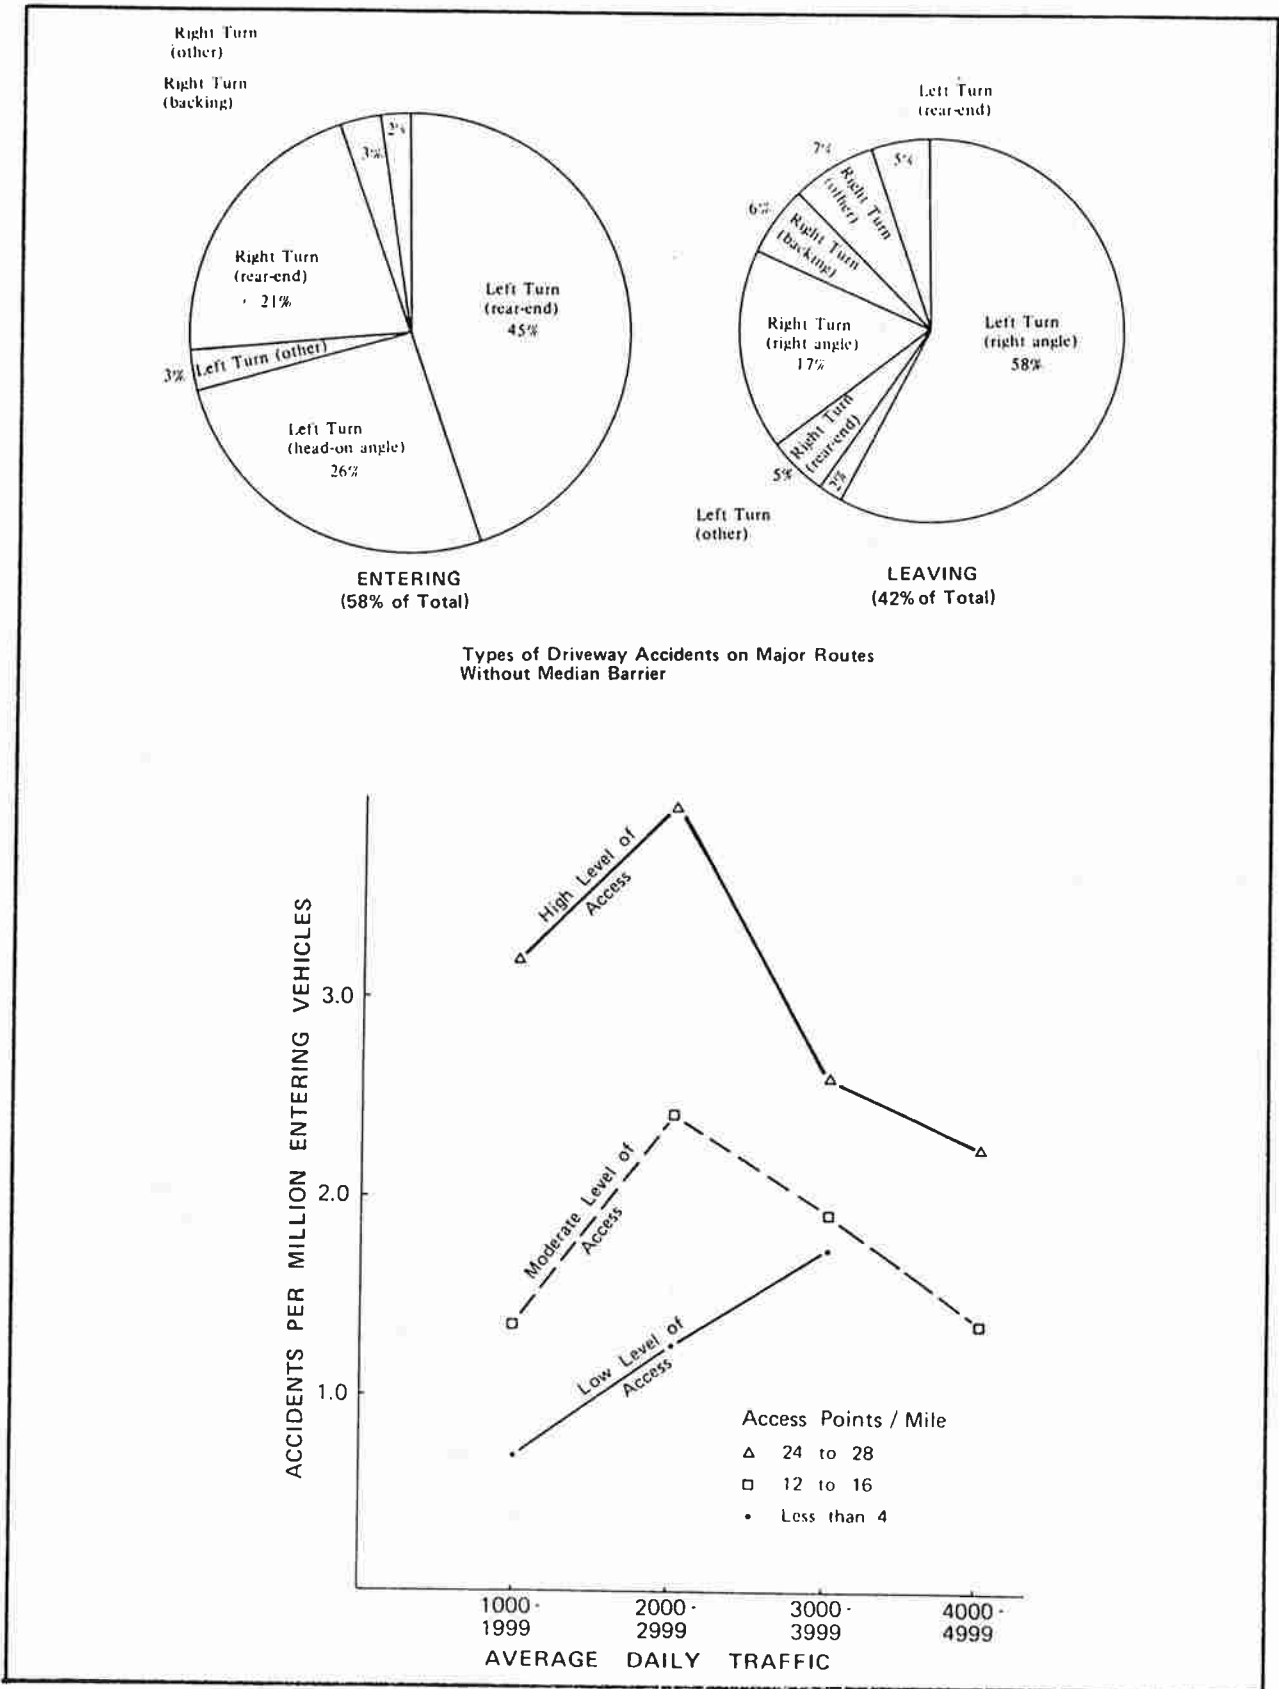 Right Turn
(other)
Right Turn
(backing)
2%
3%
Right Turn
(rear-end)
21%
Left Turn
(rear-end)
45%
3%
Left Turn (other)
Left Turn
(head-on angle)
26%
ENTERING
(58% of Total)
Left Turn
(rear-end)
7%
5%
Right Turn
(other)
6%
Right Turn
(backing)
Right Turn
(right angle)
17%
Left Turn
(right angle)
58%
Right Turn
(rear-end)
5%
2%
Left Turn
(other)
LEAVING
(42% of Total)
Types of Driveway Accidents on Major Routes
Without Median Barrier
ACCIDENTS PER MILLION ENTERING VEHICLES
3.0
2.0
1.0
High Level of
Access
Moderate Level of
Access
Low Level of
Access
Access Points / Mile
24 to 28
12 to 16
Less than 4
1000-
1999
2000-
2999
3000-
3999
4000-
4999
AVERAGE DAILY TRAFFIC